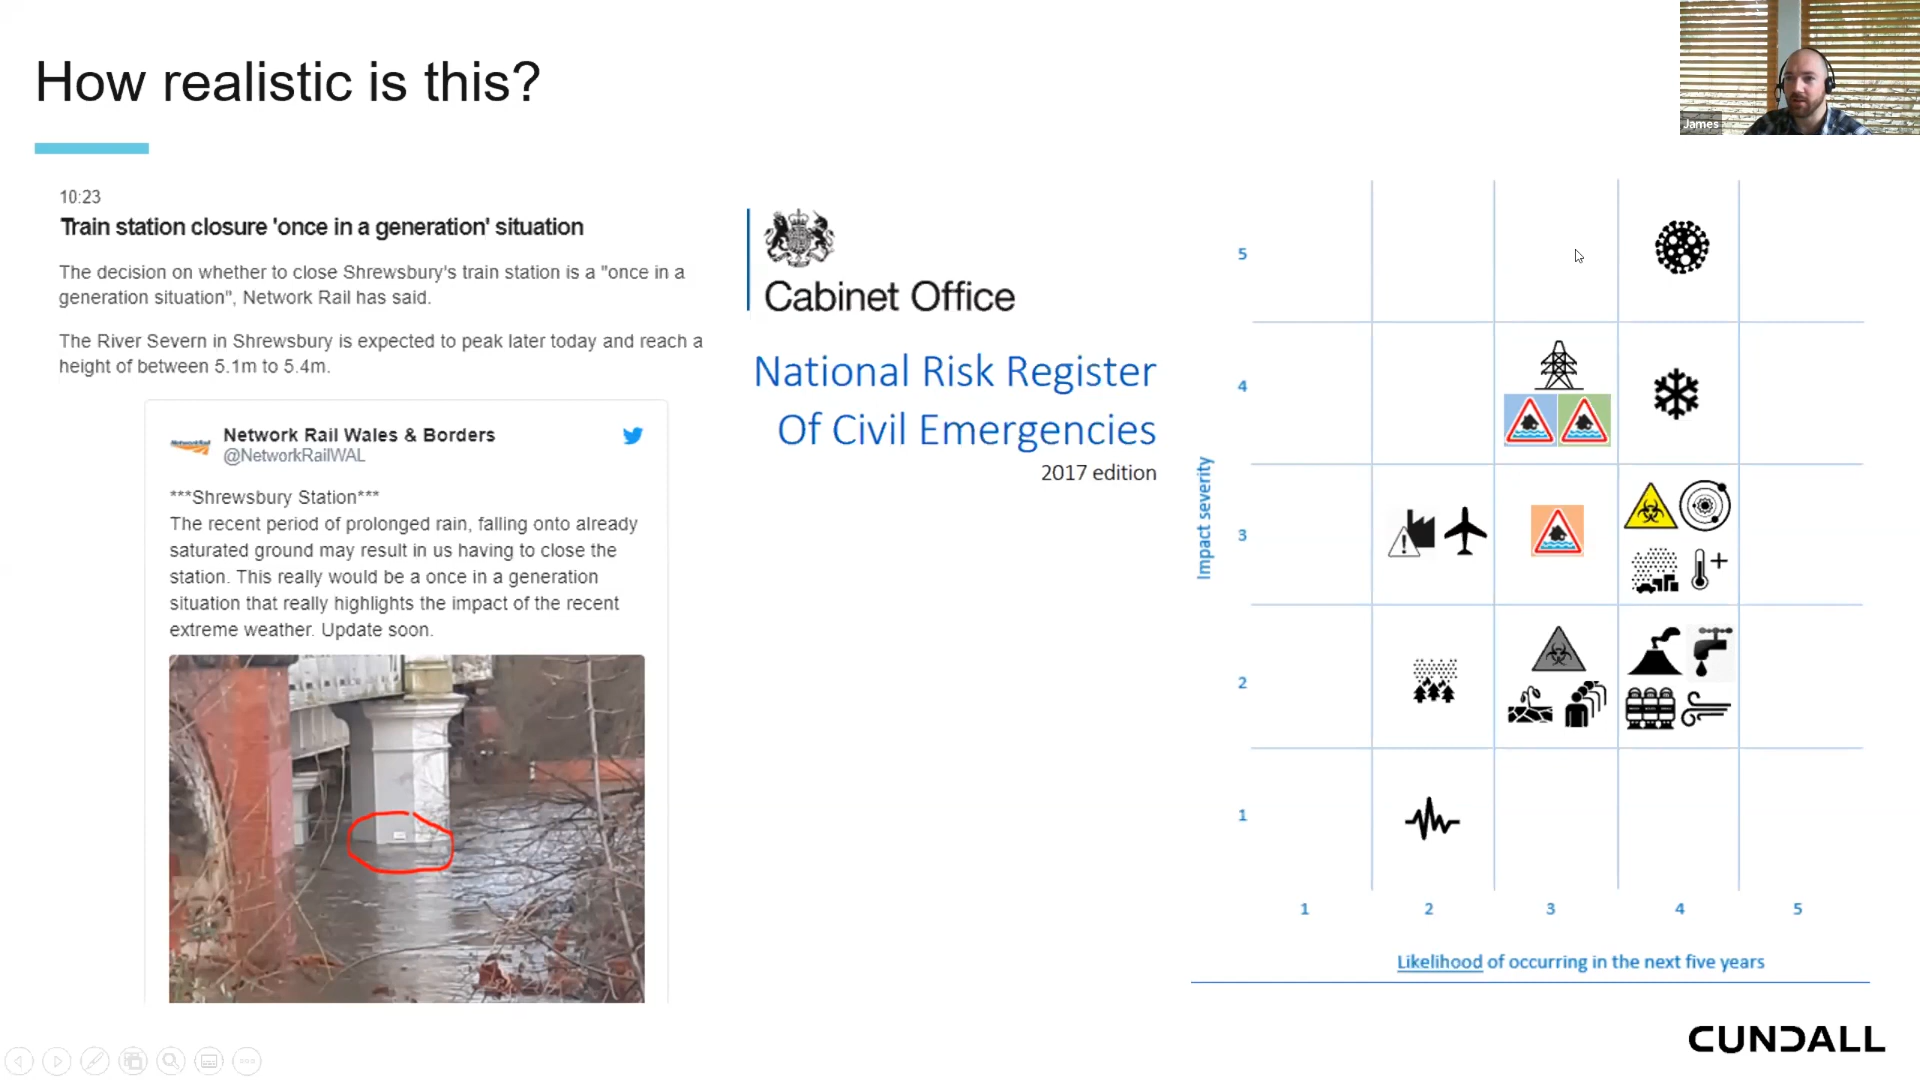 How realistic is this?
James
10:23
Train station closure 'once in a generation' situation
The decision on whether to close Shrewsbury's train station is a "once in a
generation situation", Network Rail has said.
The River Severn in Shrewsbury is expected to peak later today and reach a
height of between 5.1m to 5.4m.
NetworkRail
Network Rail Wales & Borders
@NetworkRailWAL
***Shrewsbury Station***
The recent period of prolonged rain, falling onto already
saturated ground may result in us having to close the
station. This really would be a once in a generation
situation that really highlights the impact of the recent
extreme weather. Update soon.
Cabinet Office
National Risk Register
Of Civil Emergencies
2017 edition
Impact severity
5
4
3
2
1
1 2 3 4 5
Likelihood of occurring in the next five years
CUNDALL